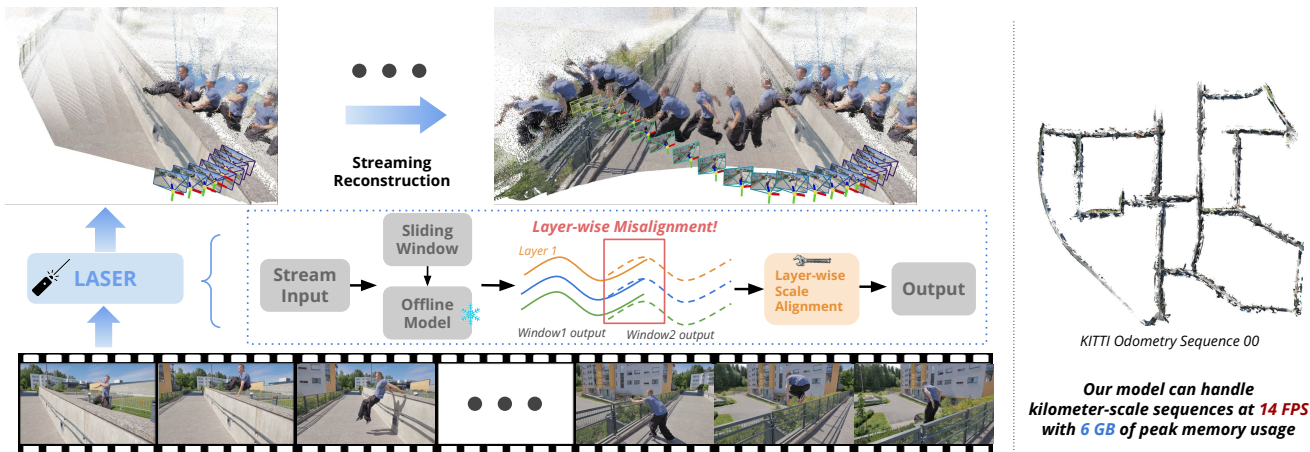 Streaming
Reconstruction
LASER
Stream
Input
Sliding
Window
Offline
Model
Layer-wise Misalignment!
Layer 1
Window1 output
Window2 output
Layer-wise
Scale
Alignment
Output
KITTI Odometry Sequence 00
Our model can handle
kilometer-scale sequences at 14 FPS
with 6 GB of peak memory usage